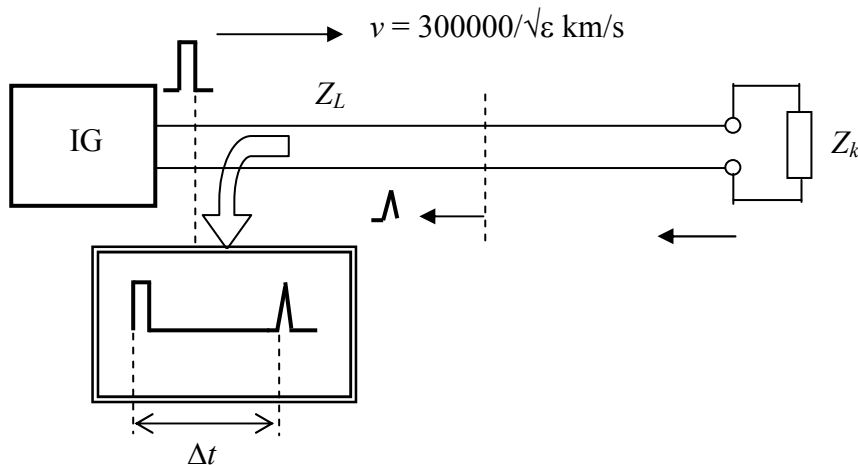 v = 300000/√ε km/s
Z_L
IG
Z_k
Δt